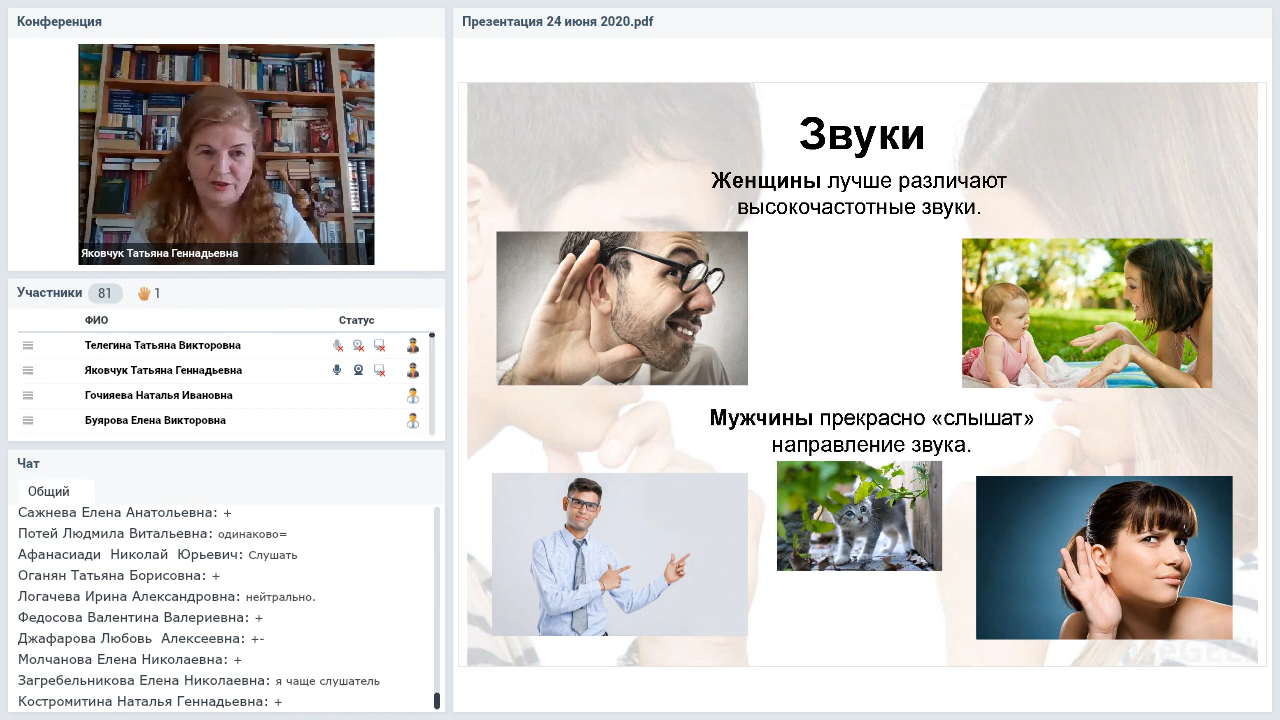 Конференция
Яковчук Татьяна Геннадьевна
Участники 81 1
ФИО Статус
Телегина Татьяна Викторовна
Яковчук Татьяна Геннадьевна
Гочияева Наталья Ивановна
Буярова Елена Викторовна
Чат
Общий
Сажнева Елена Анатольевна: +
Потей Людмила Витальевна: одинаково=
Афанасиади Николай Юрьевич: Слушать
Оганян Татьяна Борисовна: +
Логачева Ирина Александровна: нейтрально.
Федосова Валентина Валериевна: +
Джафарова Любовь Алексеевна: +-
Молчанова Елена Николаевна: +
Загребельникова Елена Николаевна: я чаще слушатель
Костромитина Наталья Геннадьевна: +
Презентация 24 июня 2020.pdf
Звуки
Женщины лучше различают
высокочастотные звуки.
Мужчины прекрасно «слышат»
направление звука.